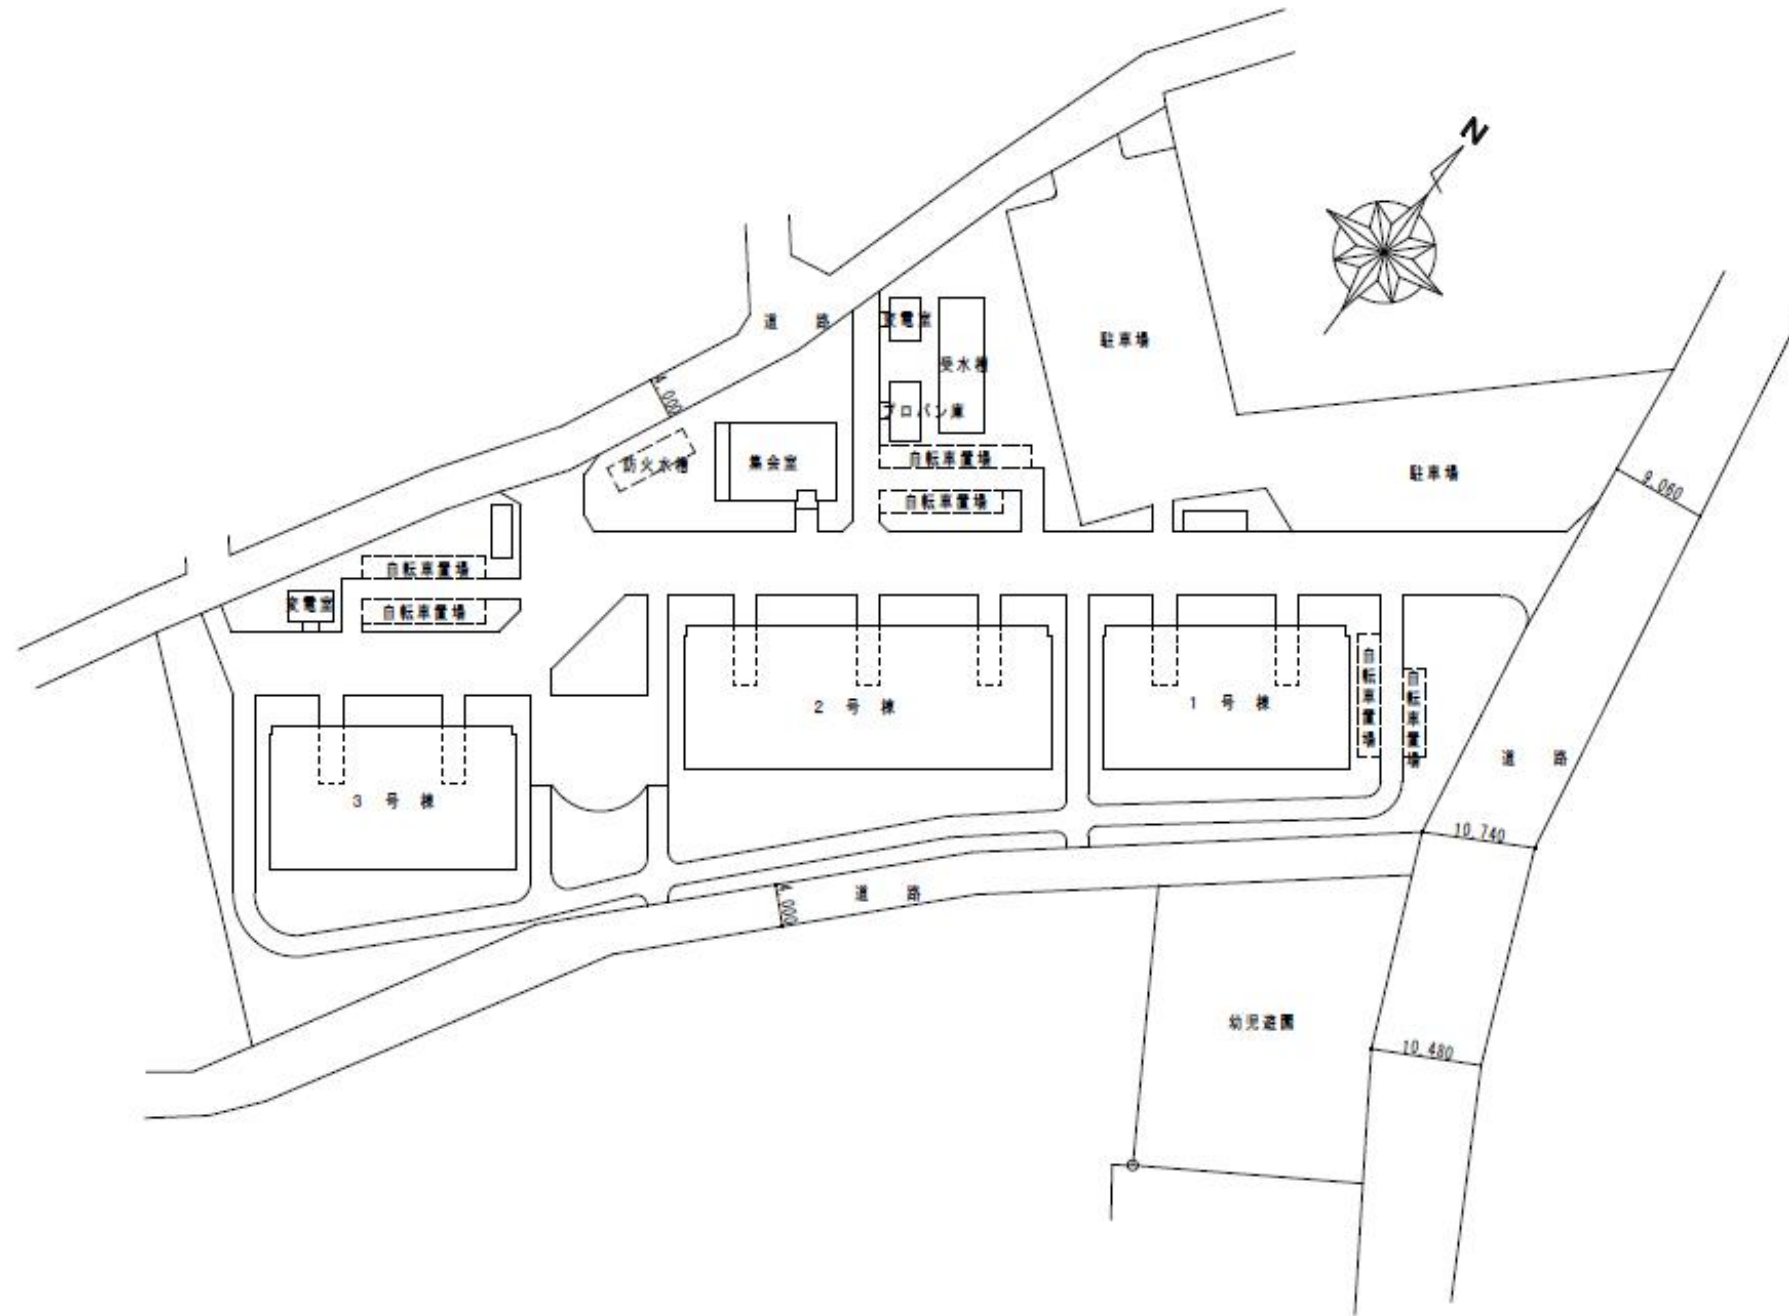 N
道 路
変電室
受水槽
駐車場
4.000
プロパン庫
防火水槽
集会室
自転車置場
駐車場
9.060
自転車置場
自転車置場
変電室
自転車置場
2 号 棟
1 号 棟
自転車置場
自転車置場
道 路
3 号 棟
10.740
4.000
道 路
幼児遊園
10.480